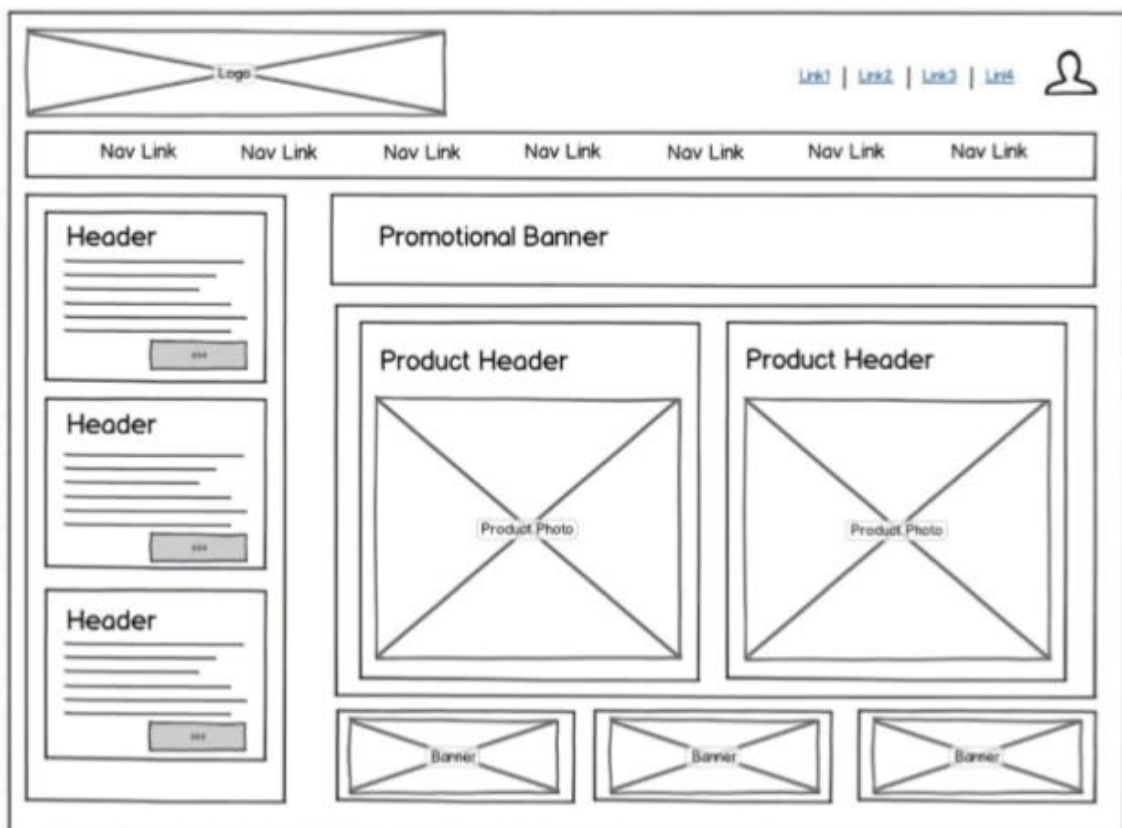 Logo
Link1 | Link2 | Link3 | Link4
Nav Link Nav Link Nav Link Nav Link Nav Link Nav Link Nav Link
Header
Header
Header
Promotional Banner
Product Header
Product Photo
Product Header
Product Photo
Banner
Banner
Banner